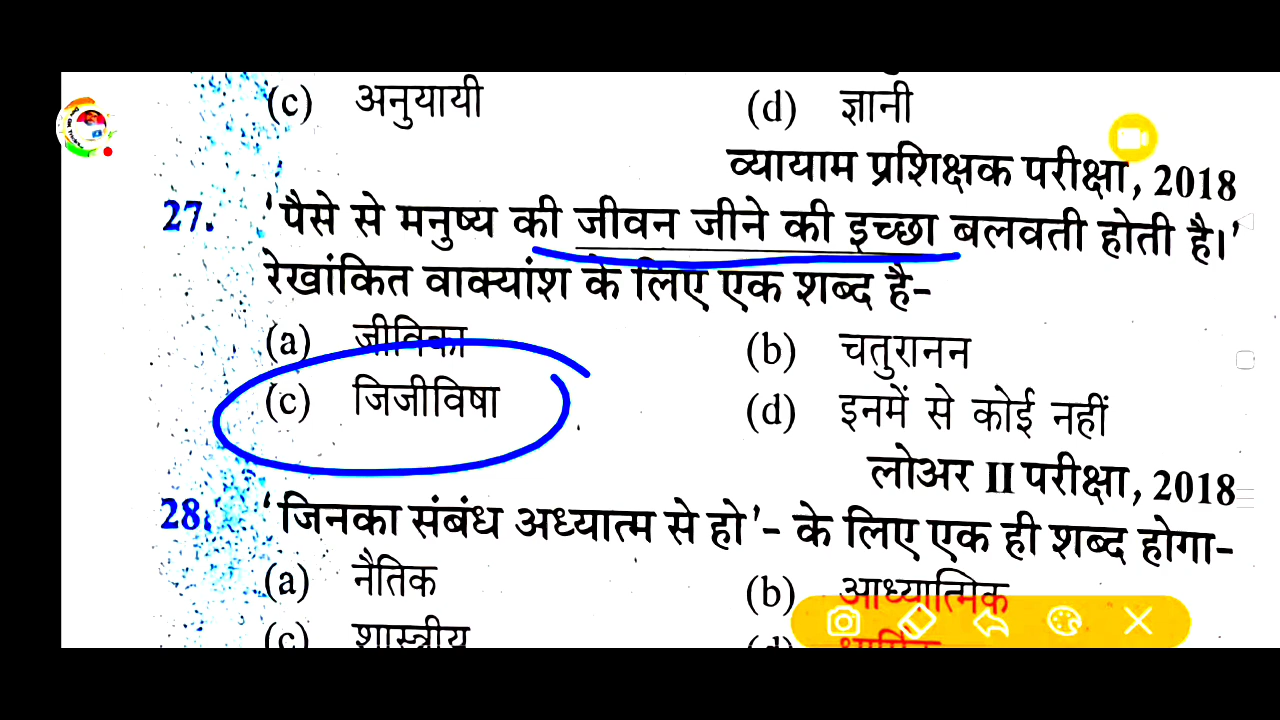 (c) अनुयायी (d) ज्ञानी
व्यायाम प्रशिक्षक परीक्षा, 2018
27. 'पैसे से मनुष्य की जीवन जीने की इच्छा बलवती होती है।'
रेखांकित वाक्यांश के लिए एक शब्द है-
(a) जीविका (b) चतुरानन
(c) जिजीविषा (d) इनमें से कोई नहीं
लोअर II परीक्षा, 2018
28. 'जिनका संबंध अध्यात्म से हो'- के लिए एक ही शब्द होगा-
(a) नैतिक (b) आध्यात्मिक
(c) शास्त्रीय (d) धार्मिक